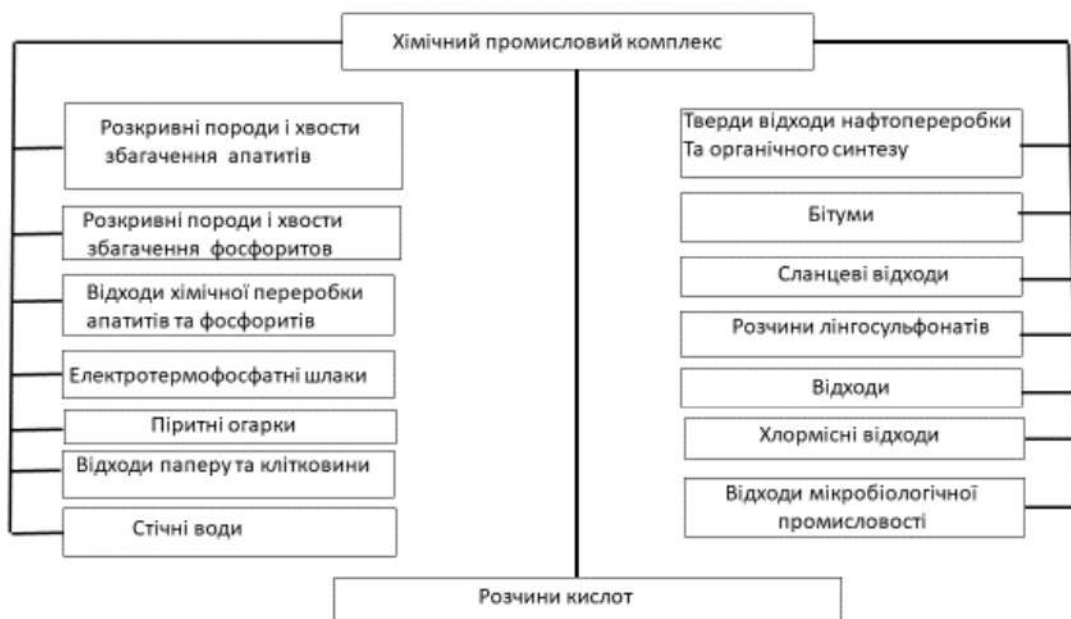 Хімічний промисловий комплекс
Розкривні породи і хвости
збагачення апатитів
Розкривні породи і хвости
збагачення фосфоритов
Відходи хімічної переробки
апатитів та фосфоритів
Електротермофосфатні шлаки
Піритні огарки
Відходи паперу та клітковини
Стічні води
Тверди відходи нафтопереробки
Та органічного синтезу
Бітуми
Сланцеві відходи
Розчини лінгосульфонатів
Відходи
Хлормісні відходи
Відходи мікробіологічної
промисловості
Розчини кислот